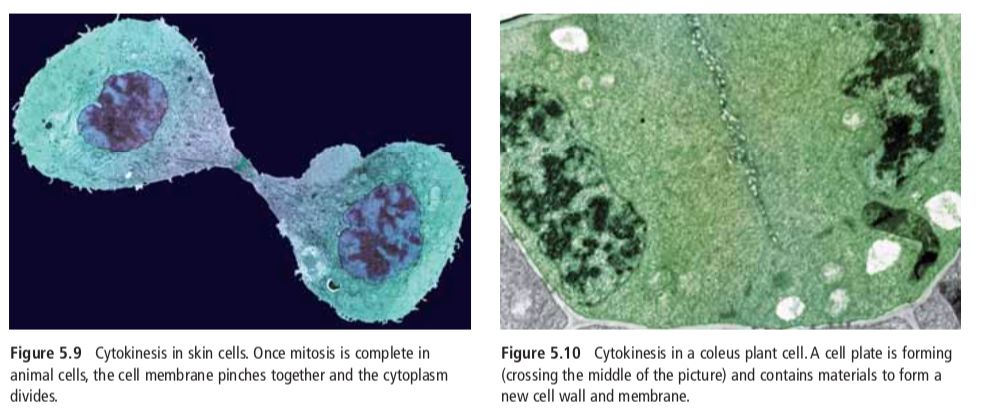 Figure 5.9 Cytokinesis in skin cells. Once mitosis is complete in
animal cells, the cell membrane pinches together and the cytoplasm
divides.
Figure 5.10 Cytokinesis in a coleus plant cell. A cell plate is forming
(crossing the middle of the picture) and contains materials to form a
new cell wall and membrane.